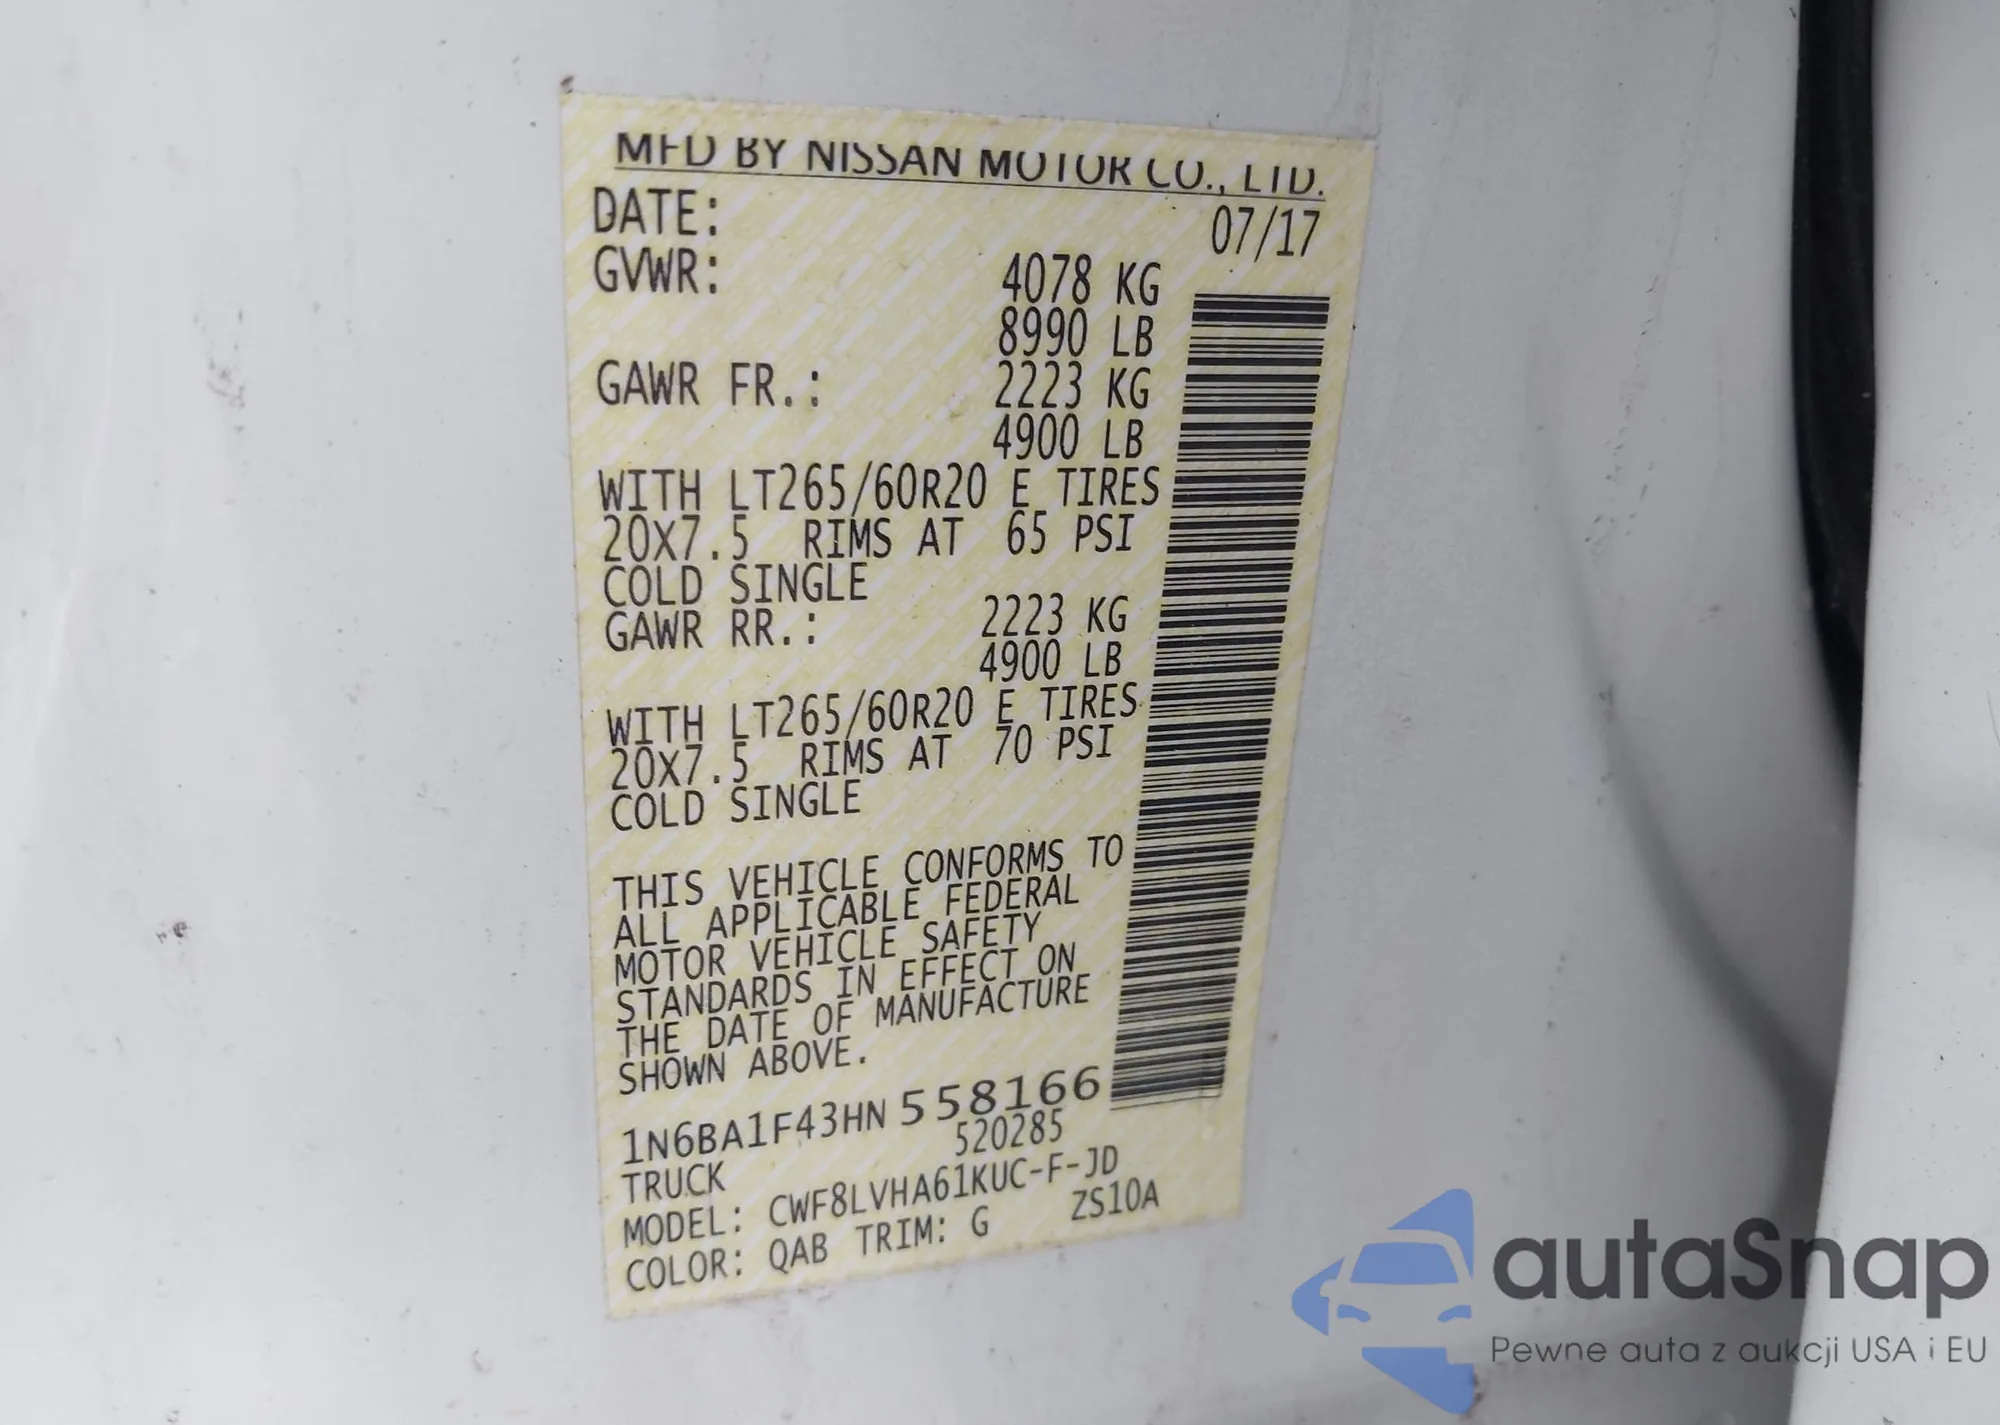 MFD BY NISSAN MOTOR CO., LTD.
DATE: 07/17
GVWR: 4078 KG
8990 LB
GAWR FR.: 2223 KG
4900 LB
WITH LT265/60R20 E TIRES
20X7.5 RIMS AT 65 PSI
COLD SINGLE
GAWR RR.: 2223 KG
4900 LB
WITH LT265/60R20 E TIRES
20X7.5 RIMS AT 70 PSI
COLD SINGLE
THIS VEHICLE CONFORMS TO
ALL APPLICABLE FEDERAL
MOTOR VEHICLE SAFETY
STANDARDS IN EFFECT ON
THE DATE OF MANUFACTURE
SHOWN ABOVE.
1N6BA1F43HN558166
520285
TRUCK
MODEL: CWF8LVHA61KUC-F-JD
COLOR: QAB TRIM: G ZS10A
autaSnap
Pewne auta z aukcji USA i EU